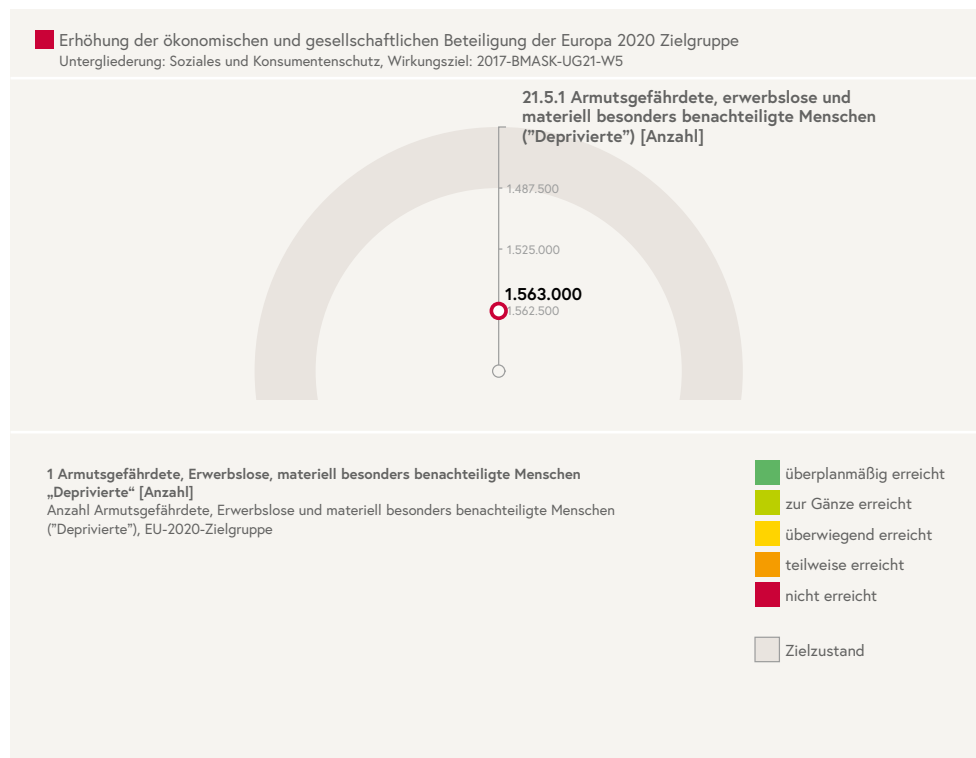 Erhöhung der ökonomischen und gesellschaftlichen Beteiligung der Europa 2020 Zielgruppe
Untergliederung: Soziales und Konsumentenschutz, Wirkungsziel: 2017-BMASK-UG21-W5
21.5.1 Armutsgefährdete, erwerbslose und
materiell besonders benachteiligte Menschen
("Deprivierte") [Anzahl]
1.487.500
1.525.000
1.563.000
1.562.500
1 Armutsgefährdete, Erwerbslose, materiell besonders benachteiligte Menschen
„Deprivierte“ [Anzahl]
Anzahl Armutsgefährdete, Erwerbslose und materiell besonders benachteiligte Menschen
("Deprivierte"), EU-2020-Zielgruppe
überplanmäßig erreicht
zur Gänze erreicht
überwiegend erreicht
teilweise erreicht
nicht erreicht
Zielzustand